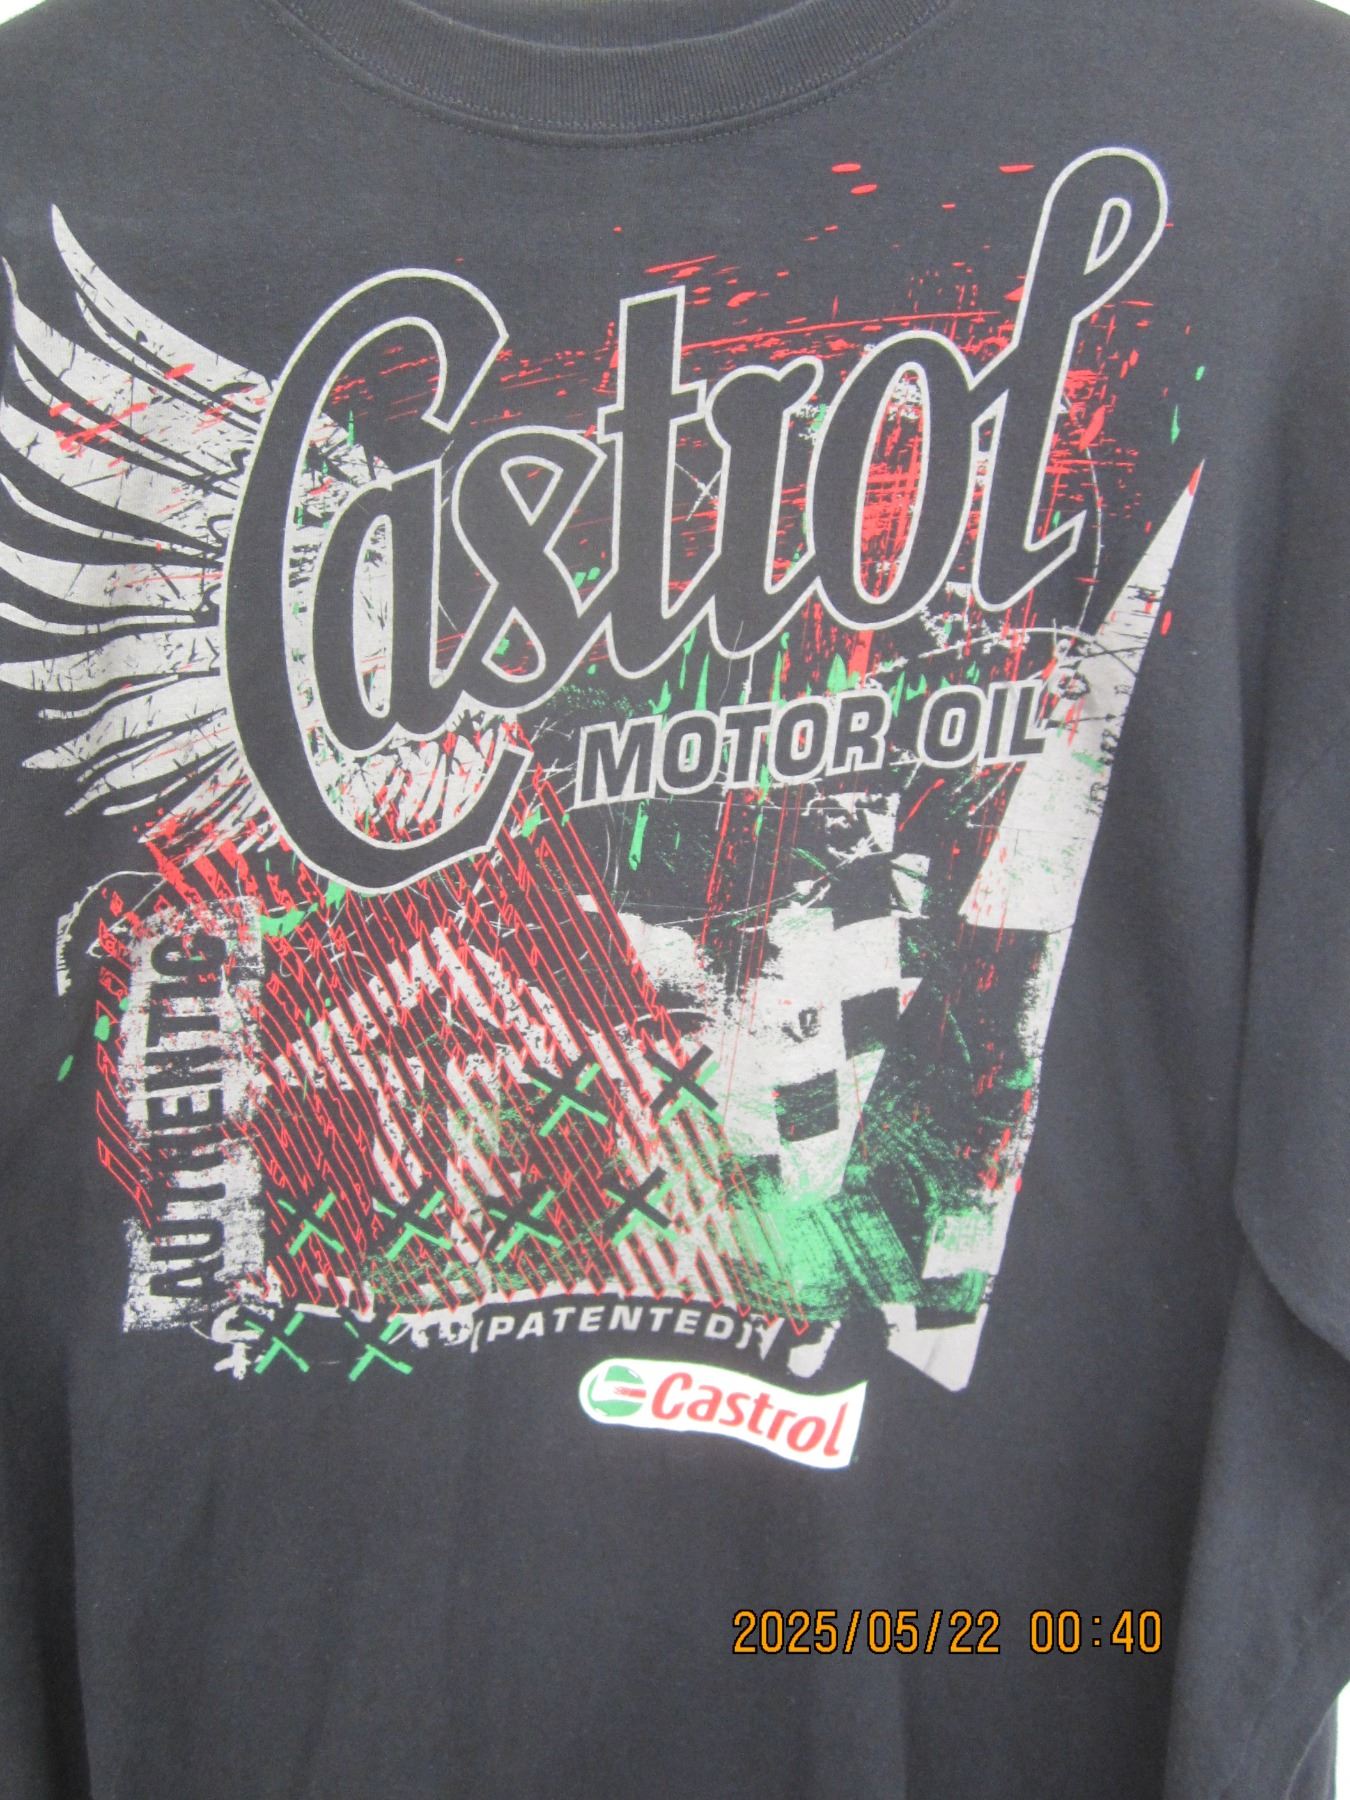 Castrol
MOTOR OIL
AUTHENTIC
(PATENTED)
Castrol
2025/05/22 00:40